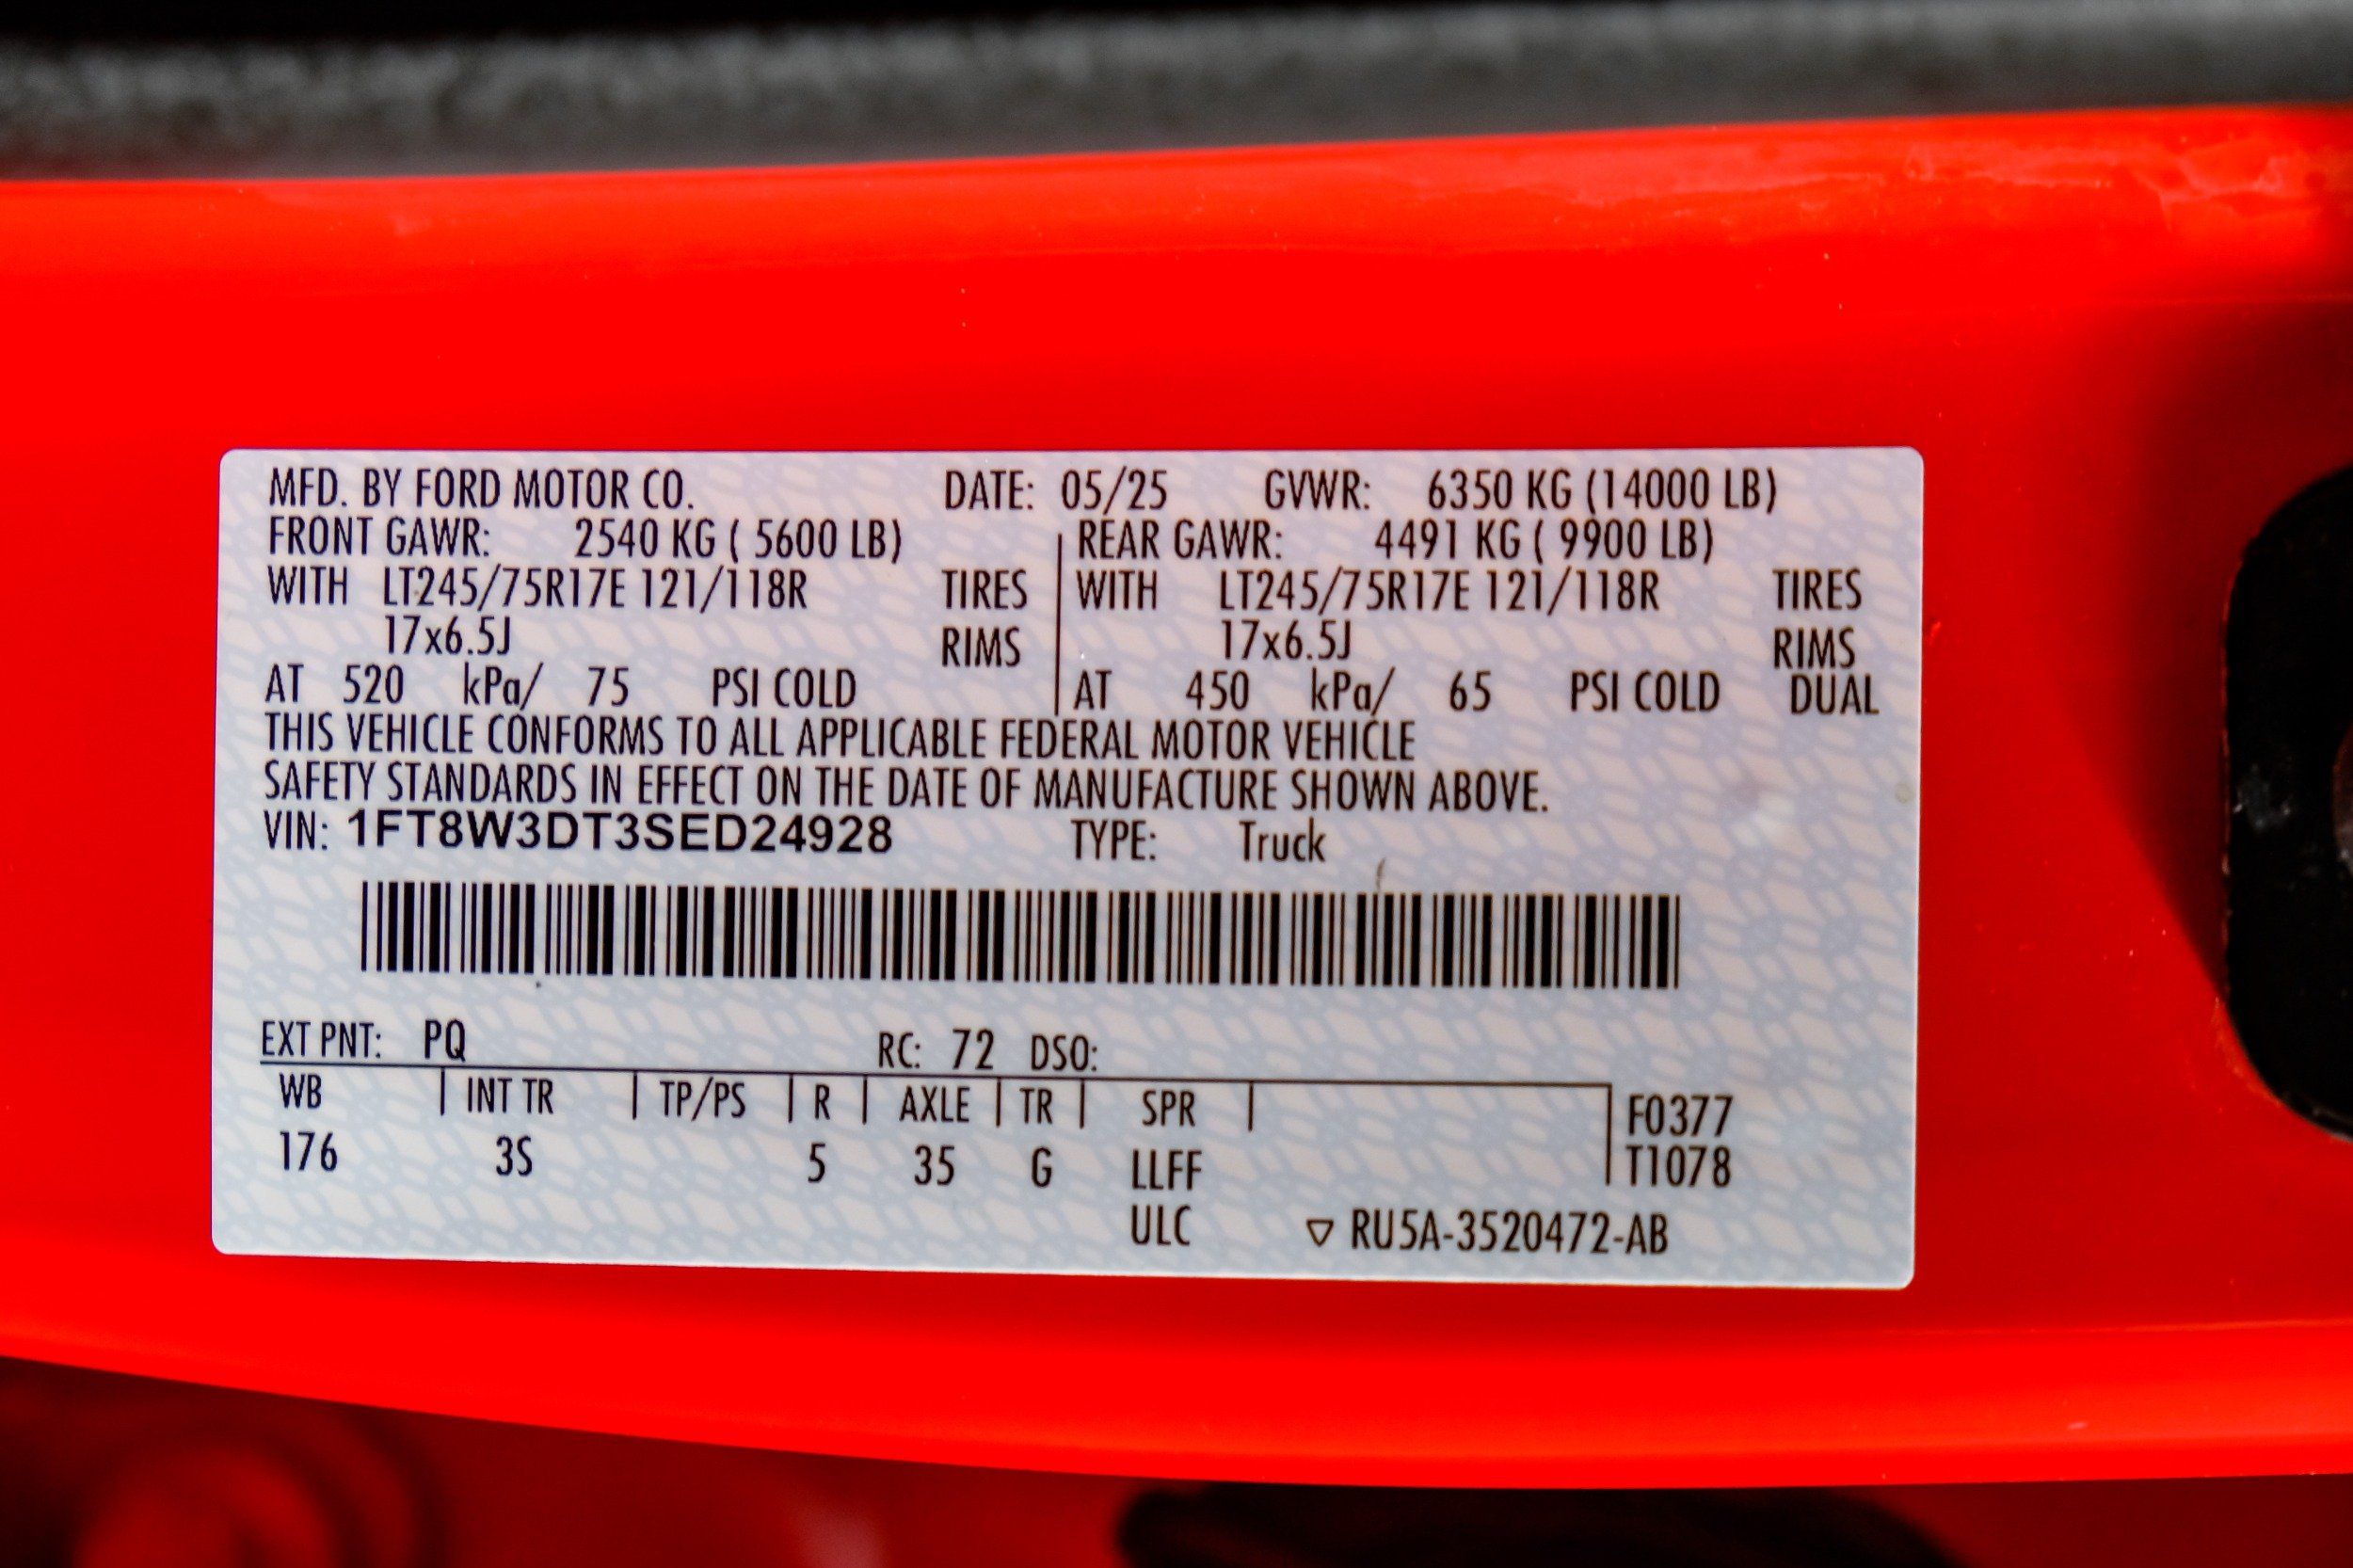 MFD. BY FORD MOTOR CO. DATE: 05/25 GVWR: 6350 KG (14000 LB)
FRONT GAWR: 2540 KG ( 5600 LB) REAR GAWR: 4491 KG ( 9900 LB)
WITH LT245/75R17E 121/118R TIRES WITH LT245/75R17E 121/118R TIRES
17x6.5J RIMS 17x6.5J RIMS
AT 520 kPa/ 75 PSI COLD AT 450 kPa/ 65 PSI COLD DUAL
THIS VEHICLE CONFORMS TO ALL APPLICABLE FEDERAL MOTOR VEHICLE
SAFETY STANDARDS IN EFFECT ON THE DATE OF MANUFACTURE SHOWN ABOVE.
VIN: 1FT8W3DT3SED24928 TYPE: Truck
EXT PNT: PQ RC: 72 DSO:
WB INT TR TP/PS R AXLE TR SPR F0377
176 3S 5 35 G LLFF T1078
ULC ▽ RU5A-3520472-AB